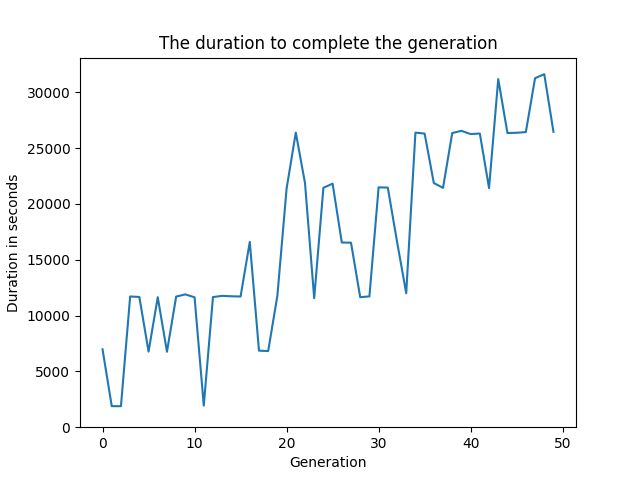 The duration to complete the generation
30000
25000
20000
15000
10000
5000
0
Duration in seconds
0 10 20 30 40 50
Generation